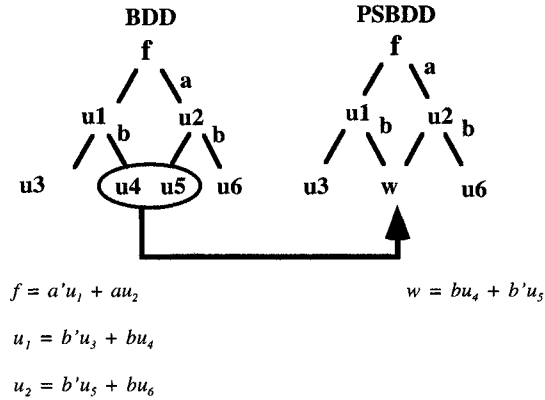 BDD PSBDD
f f
a a
u1 u2 u1 u2
b b b b
u3 u4 u5 u6 u3 w u6
f = a'u₁ + au₂ w = bu₄ + b'u₅
u₁ = b'u₃ + bu₄
u₂ = b'u₅ + bu₆